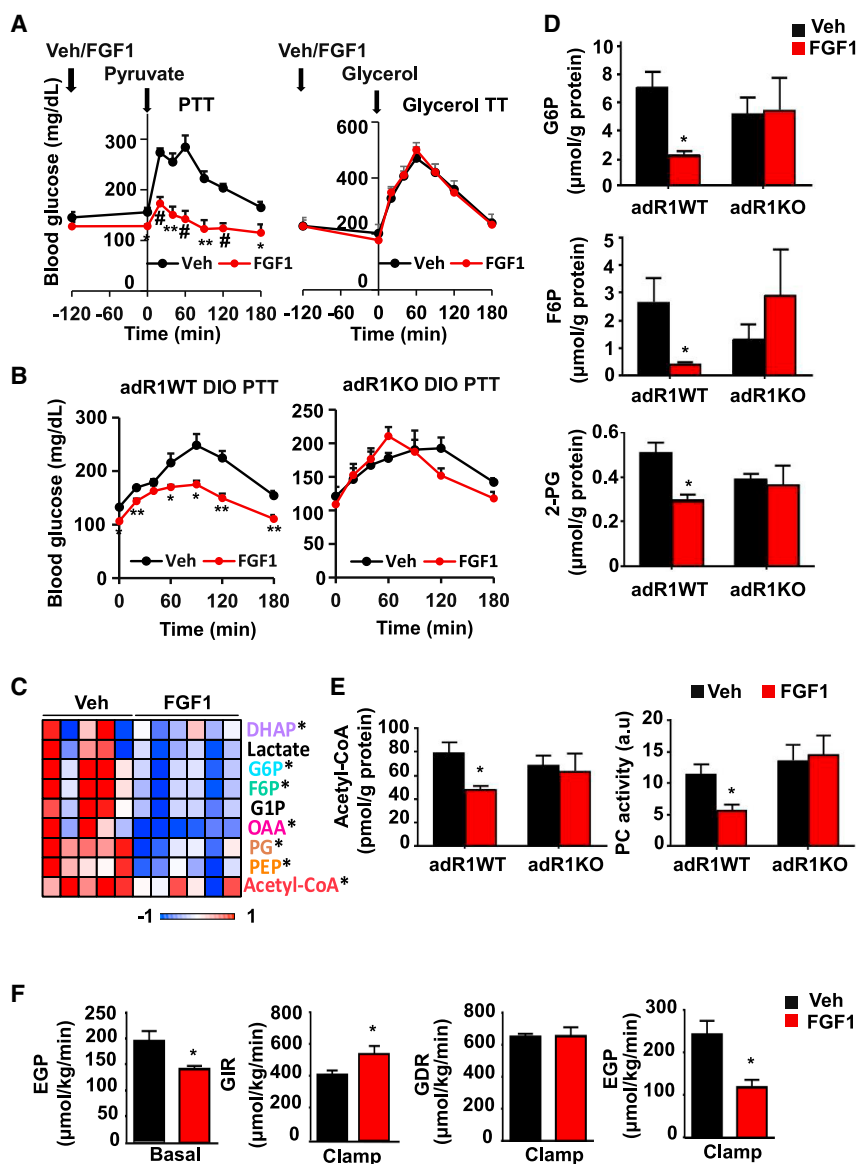 A
Veh/FGF1
Pyruvate
PTT
Blood glucose (mg/dL)
300
200
100
0
# ** # ** # *
*
Veh FGF1
-120 -60 0 60 120 180
Time (min)
Veh/FGF1
Glycerol
Glycerol TT
600
400
200
0
Veh FGF1
-120 -60 0 60 120 180
Time (min)
B
adR1WT DIO PTT
Blood glucose (mg/dL)
300
200
100
0
* ** * * ** **
Veh FGF1
0 60 120 180
Time (min)
adR1KO DIO PTT
250
200
150
100
50
0
Veh FGF1
0 60 120 180
Time (min)
C
Veh FGF1
DHAP*
Lactate
G6P*
F6P*
G1P
OAA*
PG*
PEP*
Acetyl-CoA*
-1 1
D
Veh
FGF1
G6P
(μmol/g protein)
10
8
6
4
2
0
*
adR1WT adR1KO
F6P
(μmol/g protein)
5
4
3
2
1
0
*
adR1WT adR1KO
2-PG
(μmol/g protein)
0.6
0.4
0.2
0
*
adR1WT adR1KO
E
Veh FGF1
Acetyl-CoA
(pmol/g protein)
100
80
60
40
20
0
*
adR1WT adR1KO
PC activity (a.u)
20
15
10
5
0
*
adR1WT adR1KO
F
Veh
FGF1
EGP
(μmol/kg/min)
250
200
150
100
50
0
*
Basal
GIR
(μmol/kg/min)
800
600
400
200
0
*
Clamp
GDR
(μmol/kg/min)
800
600
400
200
0
Clamp
EGP
(μmol/kg/min)
300
200
100
0
*
Clamp